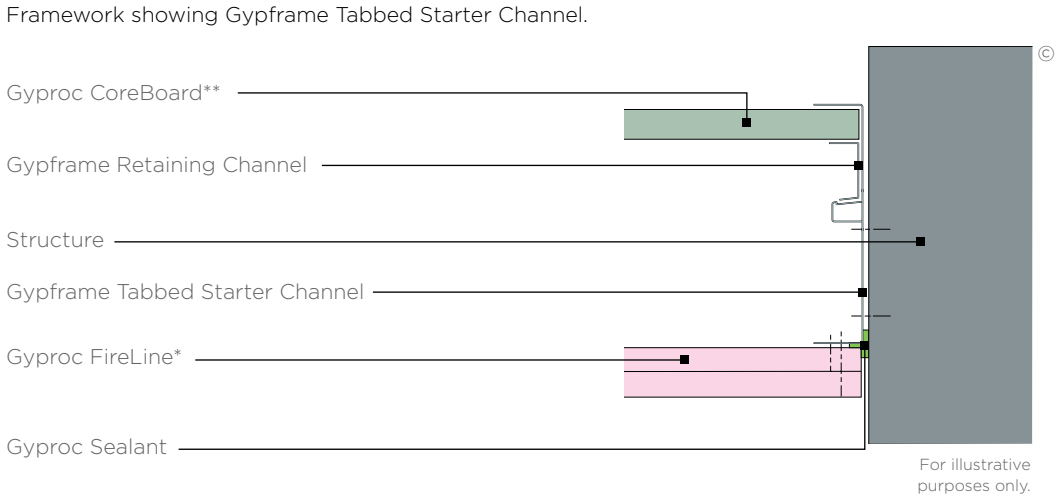 Framework showing Gypframe Tabbed Starter Channel.
©
Gyproc CoreBoard**
Gypframe Retaining Channel
Structure
Gypframe Tabbed Starter Channel
Gyproc FireLine*
Gyproc Sealant
For illustrative
purposes only.